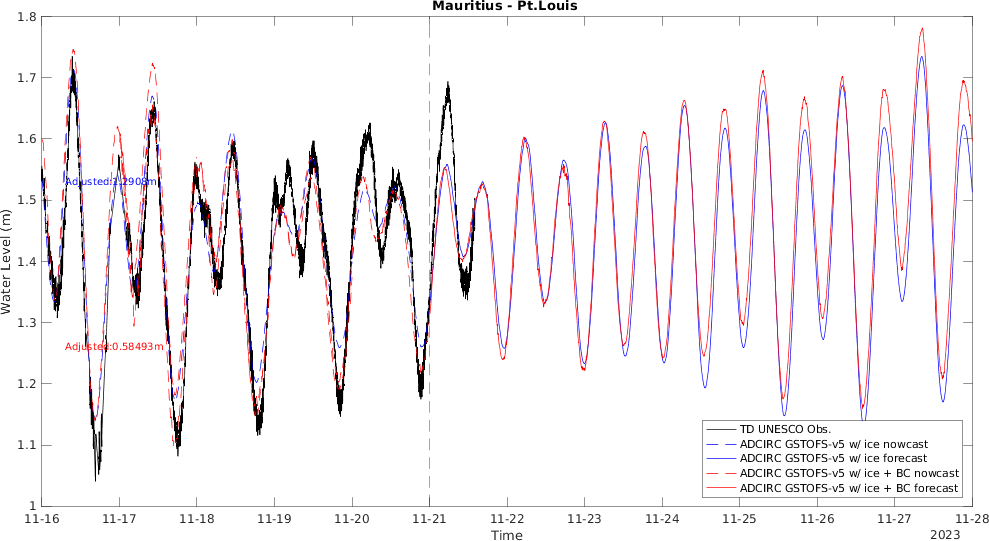 Mauritius - Pt.Louis
1.8
1.7
1.6
1.5
1.4
1.3
1.2
1.1
1
Water Level (m)
Adjusted:1.2908m
Adjusted:0.58493m
TD UNESCO Obs.
ADCIRC GSTOFS-v5 w/ ice nowcast
ADCIRC GSTOFS-v5 w/ ice forecast
ADCIRC GSTOFS-v5 w/ ice + BC nowcast
ADCIRC GSTOFS-v5 w/ ice + BC forecast
11-16 11-17 11-18 11-19 11-20 11-21 11-22 11-23 11-24 11-25 11-26 11-27 11-28
Time
2023